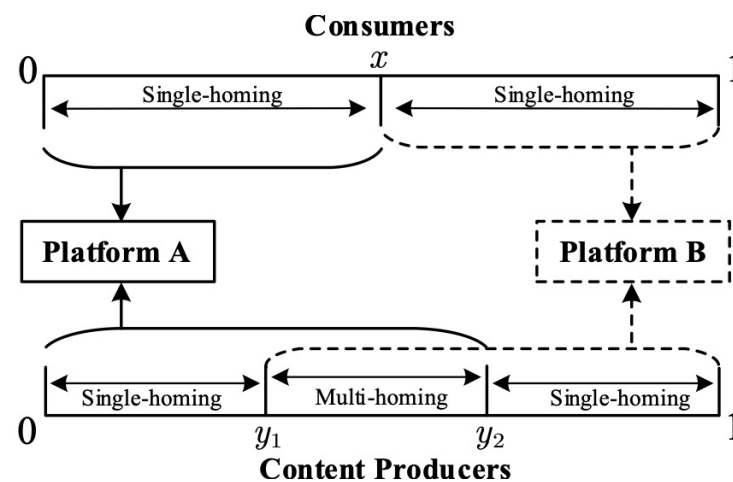 Consumers
0 x 1
Single-homing Single-homing
Platform A Platform B
Single-homing Multi-homing Single-homing
0 y₁ y₂ 1
Content Producers